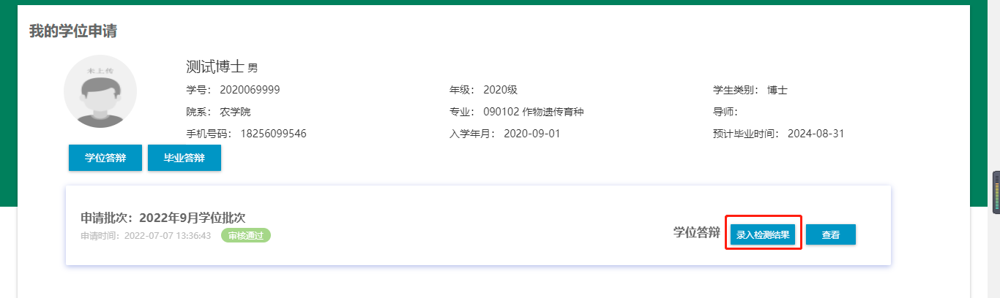 我的学位申请
未上传
测试博士 男
学号： 2020069999 年级： 2020级 学生类别： 博士
院系： 农学院 专业： 090102 作物遗传育种 导师：
手机号码： 18256099546 入学年月： 2020-09-01 预计毕业时间： 2024-08-31
学位答辩 毕业答辩
申请批次：2022年9月学位批次
申请时间：2022-07-07 13:36:43 审核通过
学位答辩 录入检测结果 查看